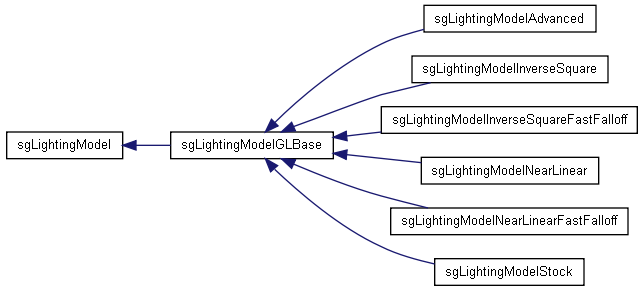 sgLightingModelAdvanced
sgLightingModelInverseSquare
sgLightingModelInverseSquareFastFalloff
sgLightingModel
sgLightingModelGLBase
sgLightingModelNearLinear
sgLightingModelNearLinearFastFalloff
sgLightingModelStock